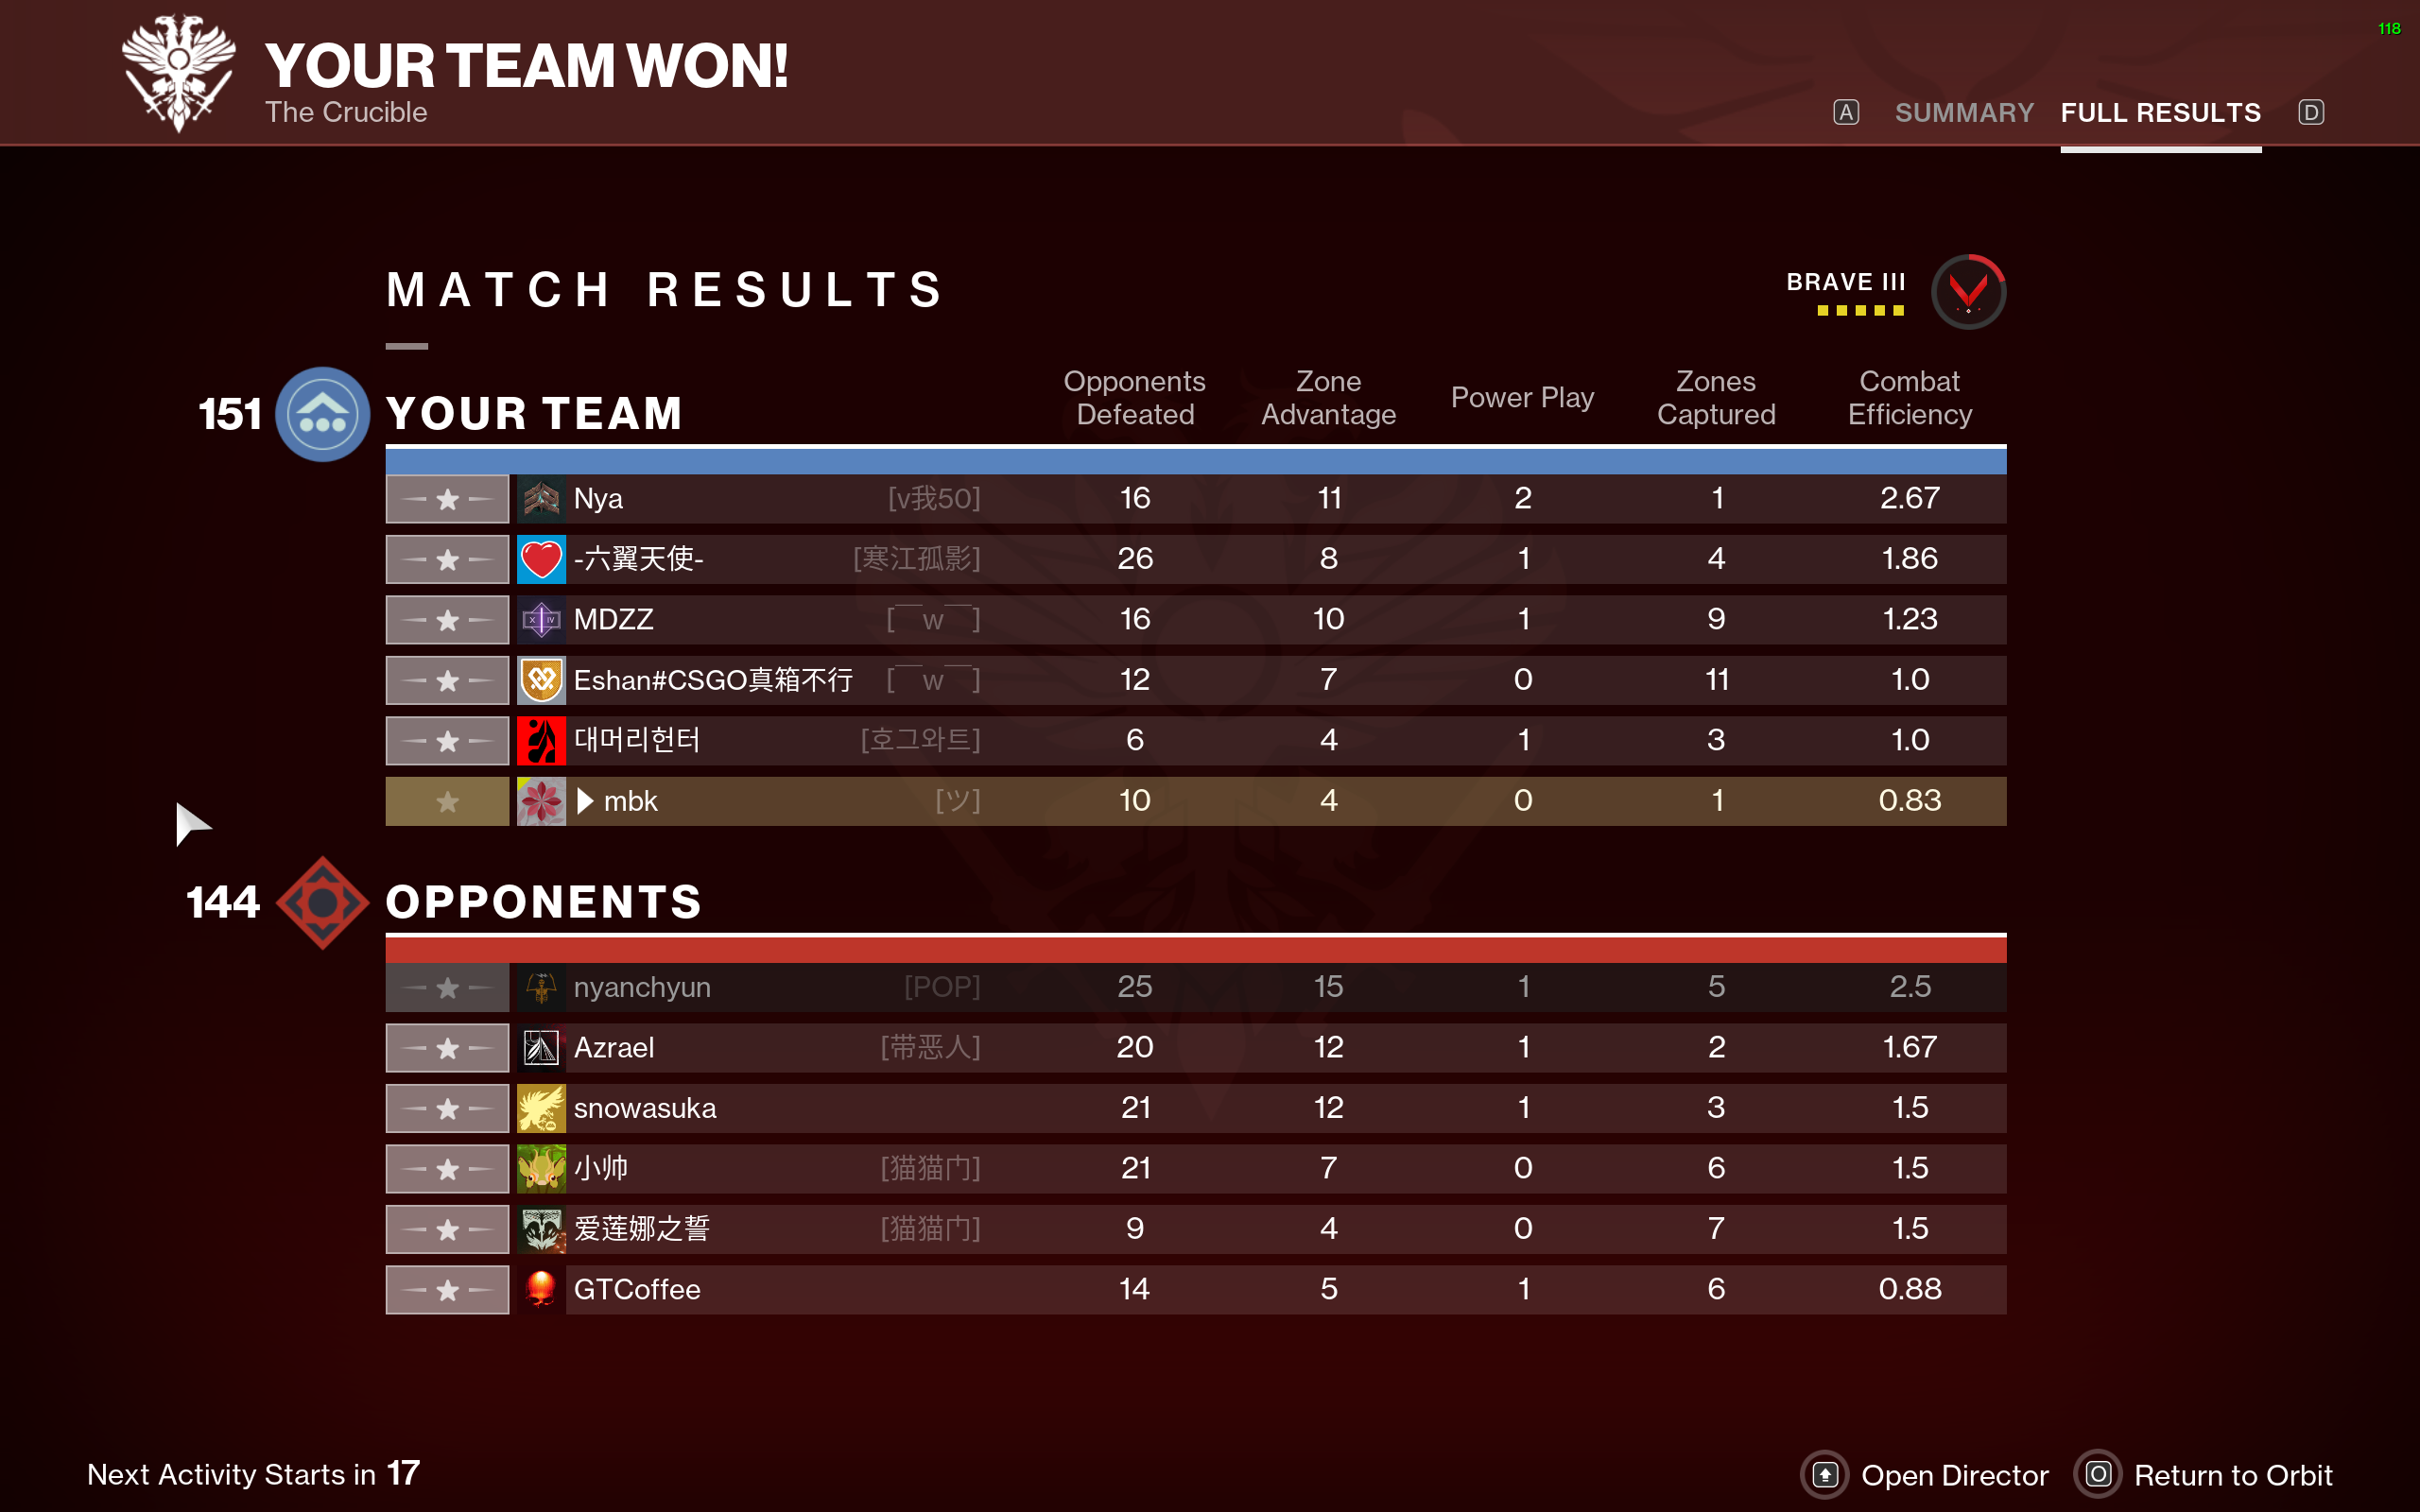 118
YOUR TEAM WON!
The Crucible
A SUMMARY FULL RESULTS D
MATCH RESULTS
BRAVE III
151 YOUR TEAM Opponents Defeated Zone Advantage Power Play Zones Captured Combat Efficiency
Nya [v我50] 16 11 2 1 2.67
-六翼天使- [寒江孤影] 26 8 1 4 1.86
MDZZ [￣w￣] 16 10 1 9 1.23
Eshan#CSGO真箱不行 [￣w￣] 12 7 0 11 1.0
대머리헌터 [호그와트] 6 4 1 3 1.0
mbk [ツ] 10 4 0 1 0.83
144 OPPONENTS
nyanchyun [POP] 25 15 1 5 2.5
Azrael [带恶人] 20 12 1 2 1.67
snowasuka 21 12 1 3 1.5
小帅 [猫猫门] 21 7 0 6 1.5
爱莲娜之誓 [猫猫门] 9 4 0 7 1.5
GTCoffee 14 5 1 6 0.88
Next Activity Starts in 17
Open Director O Return to Orbit